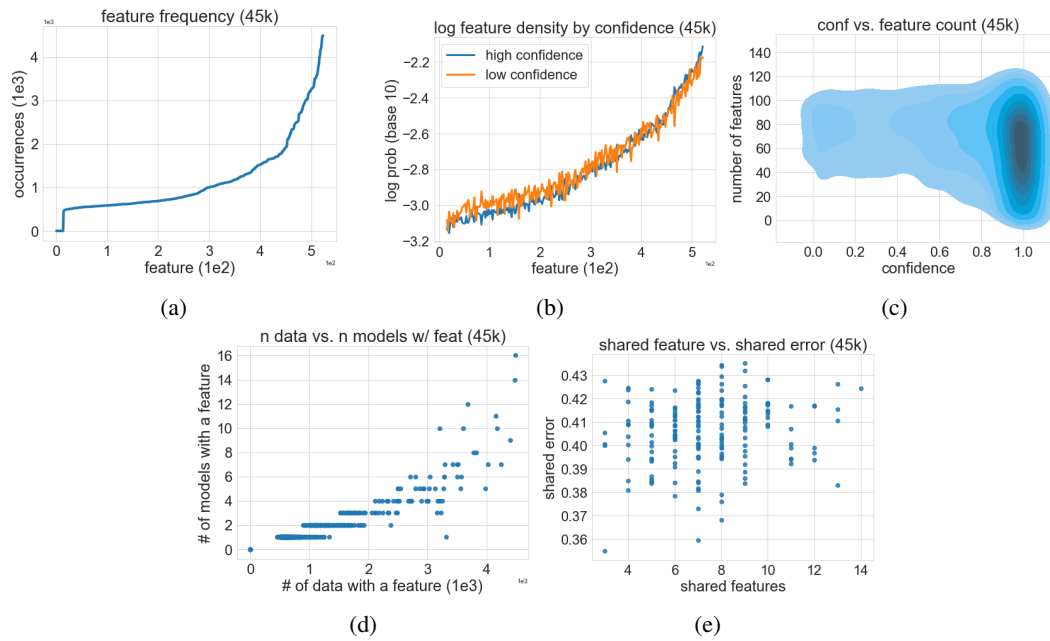 feature frequency (45k)
1e3
occurrences (1e3)
4
3
2
1
0
0 1 2 3 4 5
feature (1e2)
1e2
(a)
log feature density by confidence (45k)
high confidence
low confidence
log prob (base 10)
−2.2
−2.4
−2.6
−2.8
−3.0
−3.2
0 1 2 3 4 5
feature (1e2)
1e2
(b)
conf vs. feature count (45k)
number of features
140
120
100
80
60
40
20
0
0.0 0.2 0.4 0.6 0.8 1.0
confidence
(c)
n data vs. n models w/ feat (45k)
# of models with a feature
16
14
12
10
8
6
4
2
0
0 1 2 3 4
# of data with a feature (1e3)
1e3
(d)
shared feature vs. shared error (45k)
shared error
0.43
0.42
0.41
0.40
0.39
0.38
0.37
0.36
4 6 8 10 12 14
shared features
(e)